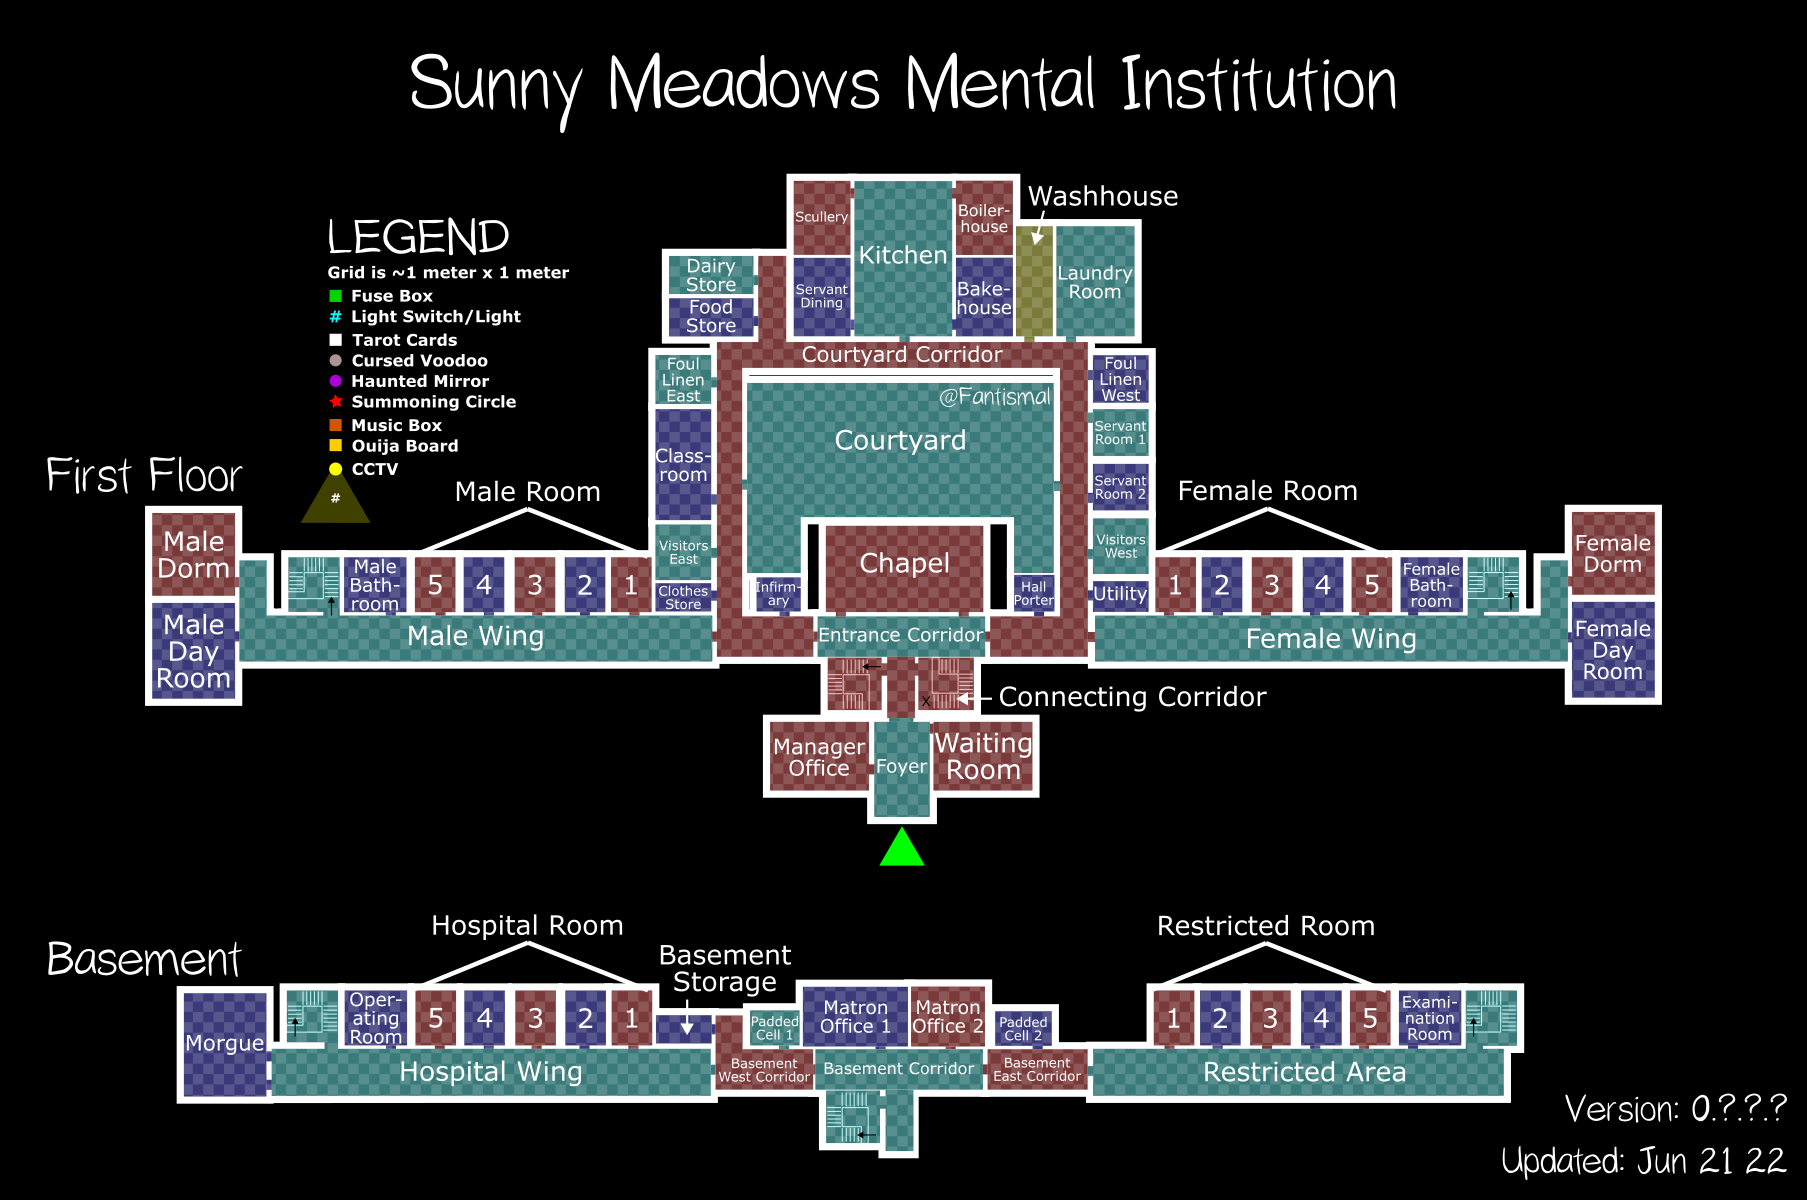 Sunny Meadows Mental Institution
LEGEND
Grid is ~1 meter x 1 meter
Fuse Box
# Light Switch/Light
Tarot Cards
Cursed Voodoo
Haunted Mirror
Summoning Circle
Music Box
Ouija Board
CCTV
#
First Floor
Scullery
Kitchen
Boiler-
house
Washhouse
Dairy
Store
Food
Store
Servant
Dining
Bake-
house
Laundry
Room
Courtyard Corridor
Foul
Linen
East
Foul
Linen
West
@Fantismal
Courtyard
Class-
room
Servant
Room 1
Servant
Room 2
Male Room
Female Room
Male
Dorm
Male
Day
Room
Male
Bath-
room
5
4
3
2
1
Visitors
East
Clothes
Store
Infirm-
ary
Chapel
Hall
Porter
Visitors
West
Utility
1
2
3
4
5
Female
Bath-
room
Female
Dorm
Female
Day
Room
Male Wing
Entrance Corridor
Female Wing
X
Connecting Corridor
Manager
Office
Foyer
Waiting
Room
Basement
Hospital Room
Basement
Storage
Restricted Room
Morgue
Oper-
ating
Room
5
4
3
2
1
Padded
Cell 1
Matron
Office 1
Matron
Office 2
Padded
Cell 2
1
2
3
4
5
Exami-
nation
Room
Hospital Wing
Basement
West Corridor
Basement Corridor
Basement
East Corridor
Restricted Area
Version: 0.?.?.?
Updated: Jun 21 22